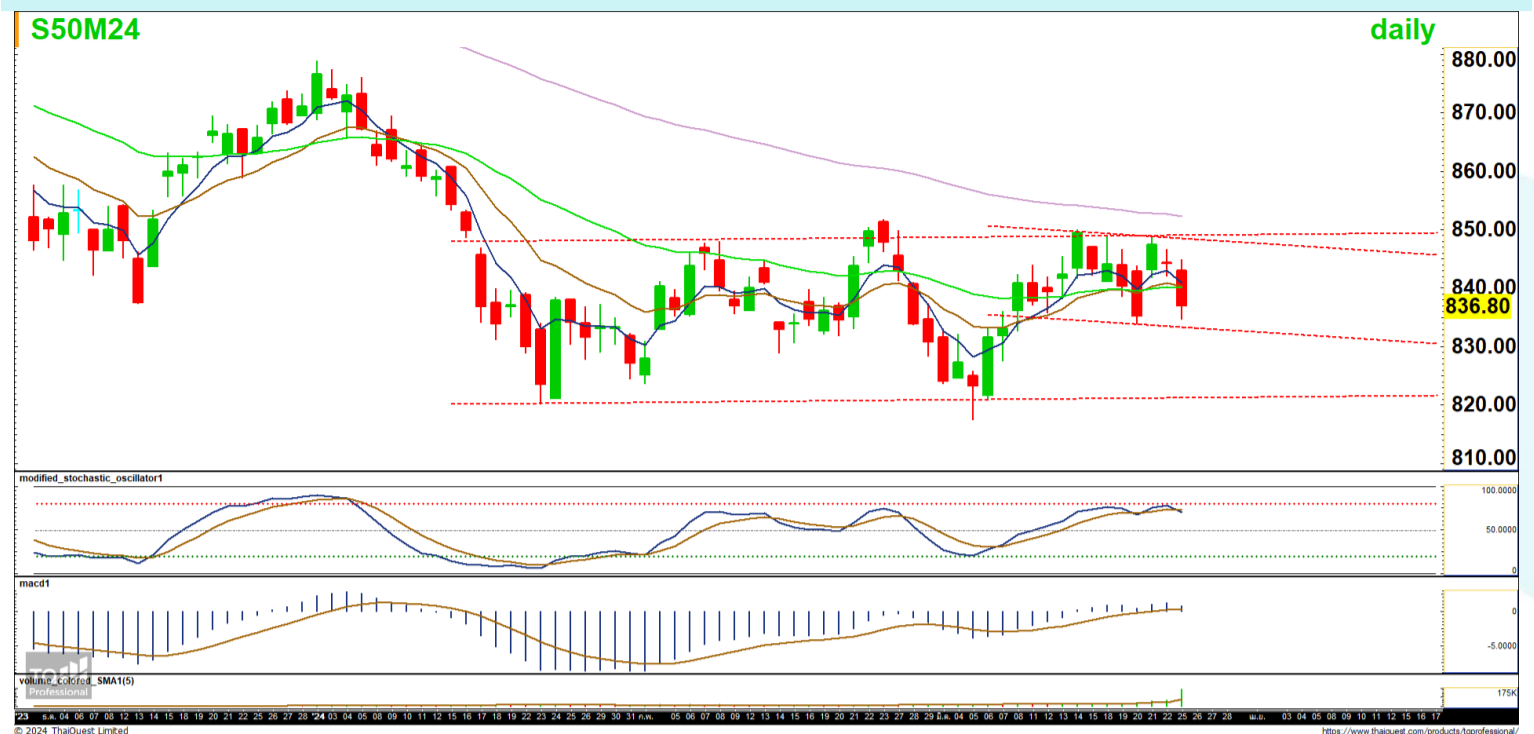 S50M24 daily
880.00
870.00
860.00
850.00
840.00
836.80
830.00
820.00
810.00
modified_stochastic_oscillator1
100.0000
50.0000
0
macd1
0
-5.0000
TQ
Professional
volume_colored_SMA1(5)
175K
'23 ธ.ค. 04 06 07 08 12 13 14 15 18 19 20 21 22 25 26 27 28 '24 03 04 05 08 09 10 11 12 15 16 17 18 19 22 23 24 25 26 29 30 31 ก.พ. 05 06 07 08 09 12 13 14 15 16 19 20 21 22 23 27 28 29 มี.ค. 04 05 06 07 08 11 12 13 14 15 18 19 20 21 22 25 26 27 28 เม.ย. 03 04 05 09 10 11 12 15 16 17
© 2024 ThaiQuest Limited https://www.thaiquest.com/products/toprofessional/